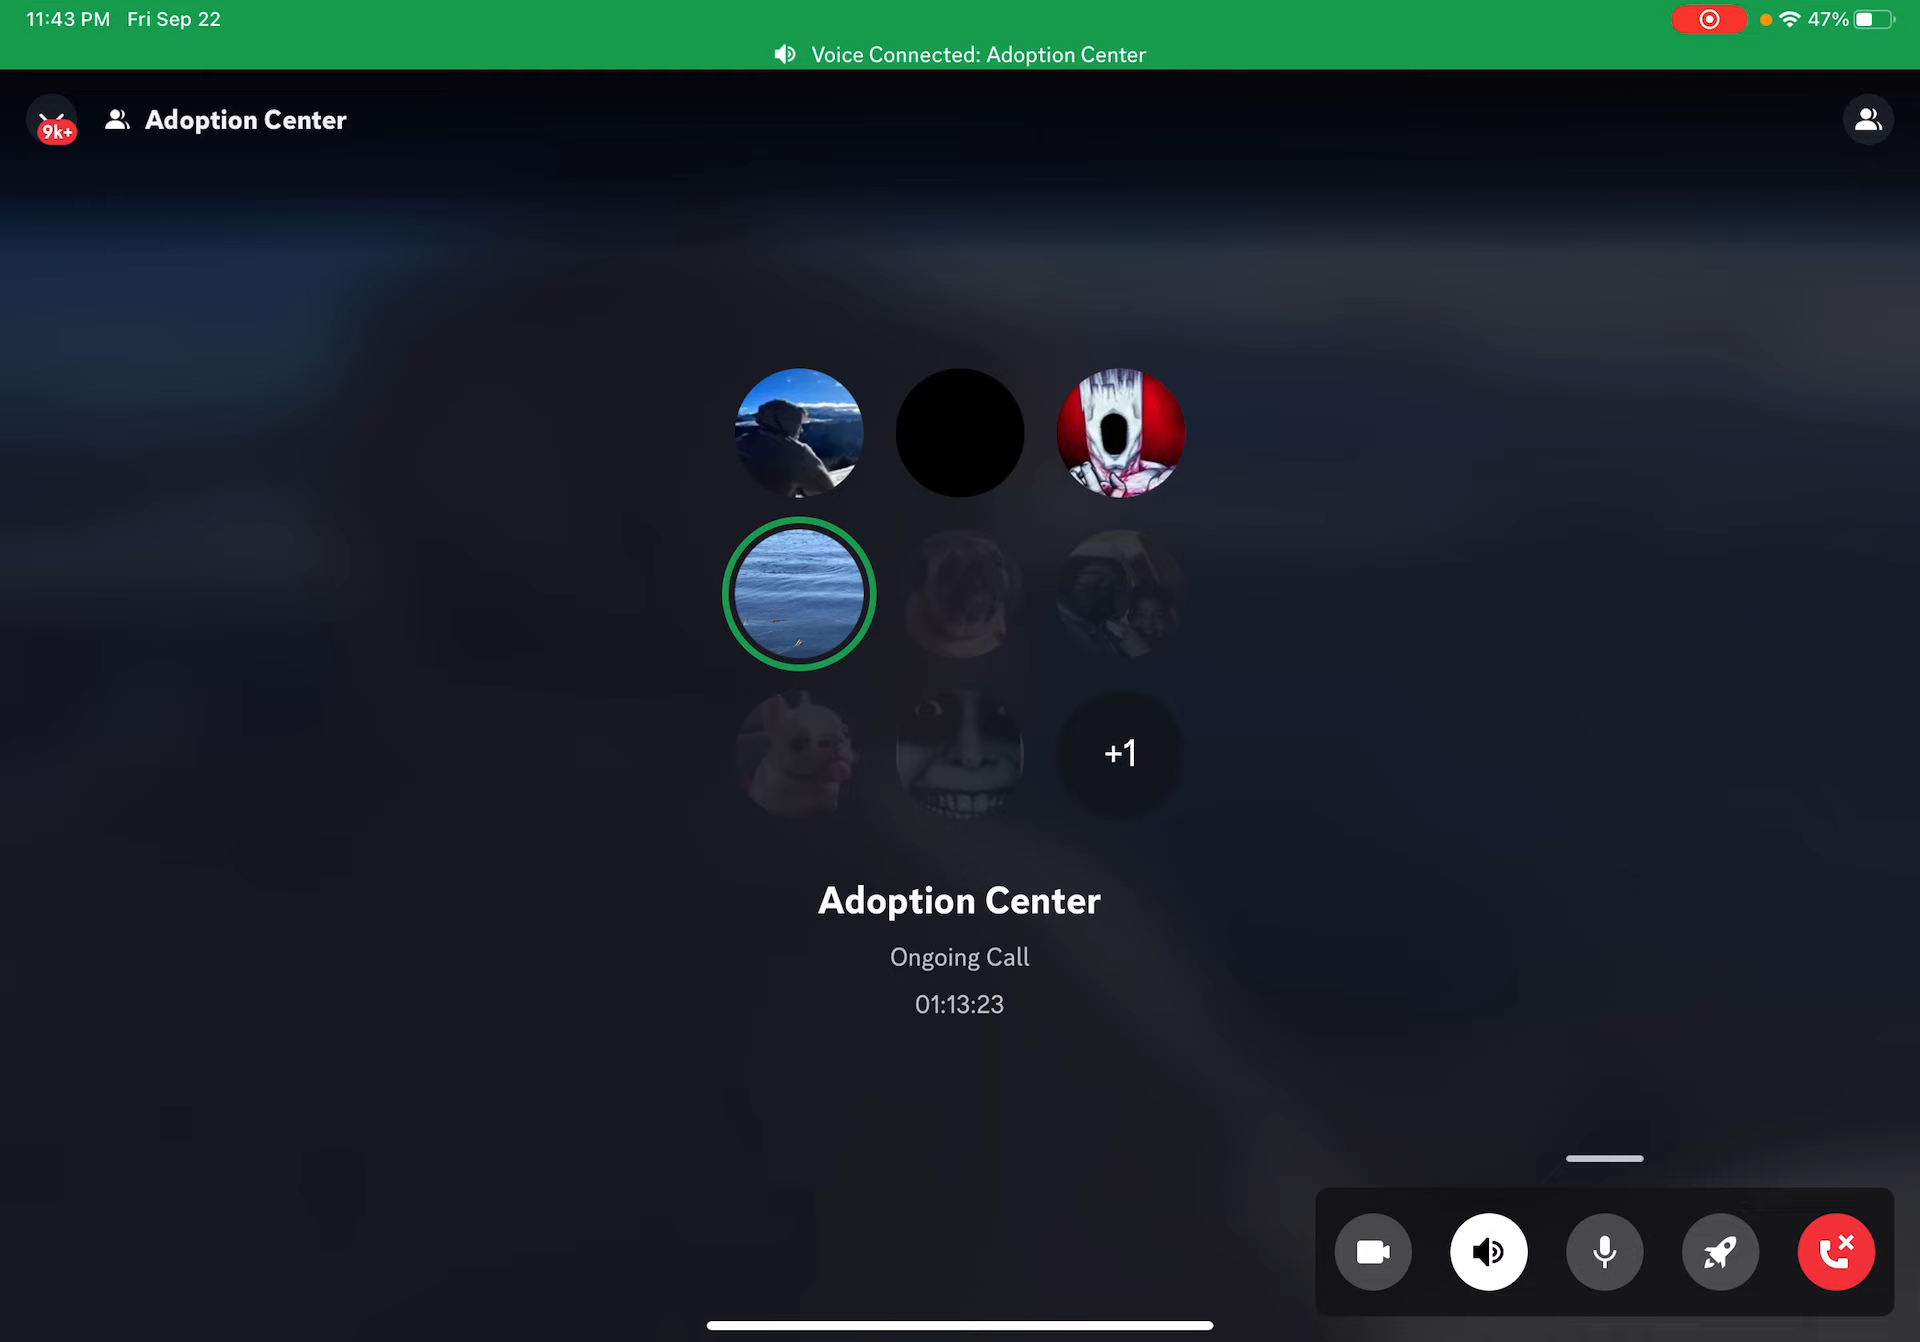 11:43 PM Fri Sep 22
47%
Voice Connected: Adoption Center
9k+
Adoption Center
+1
Adoption Center
Ongoing Call
01:13:23